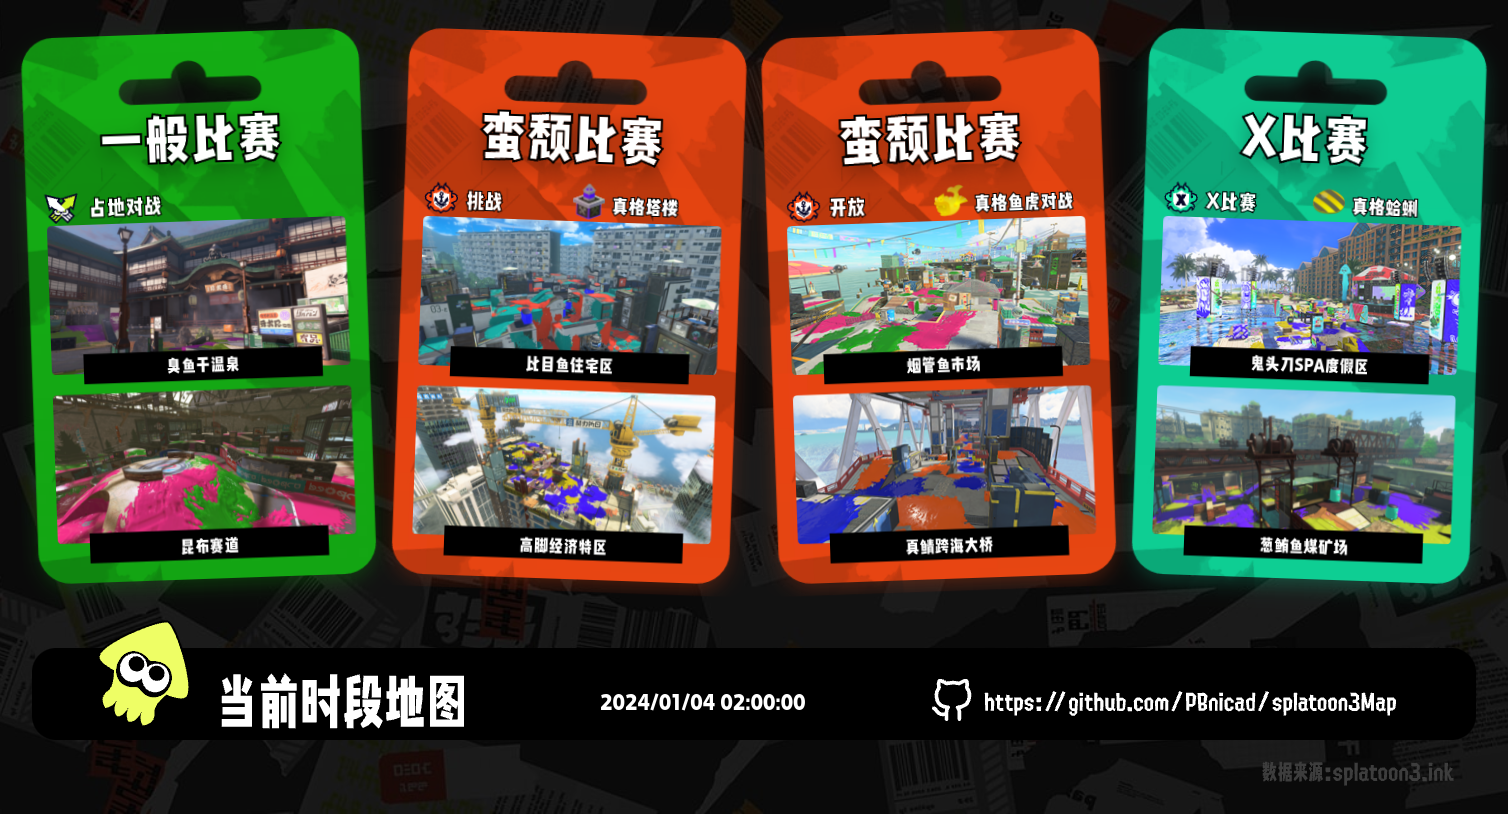 一般比赛
占地对战
臭鱼干温泉
昆布赛道
蛮颓比赛
挑战
真格塔楼
比目鱼住宅区
高脚经济特区
蛮颓比赛
开放
真格鱼虎对战
烟管鱼市场
真鲭跨海大桥
X比赛
X比赛
真格蛤蜊
鬼头刀SPA度假区
葱鲔鱼煤矿场
当前时段地图
2024/01/04 02:00:00
https://github.com/PBnicad/splatoon3Map
数据来源:splatoon3.ink